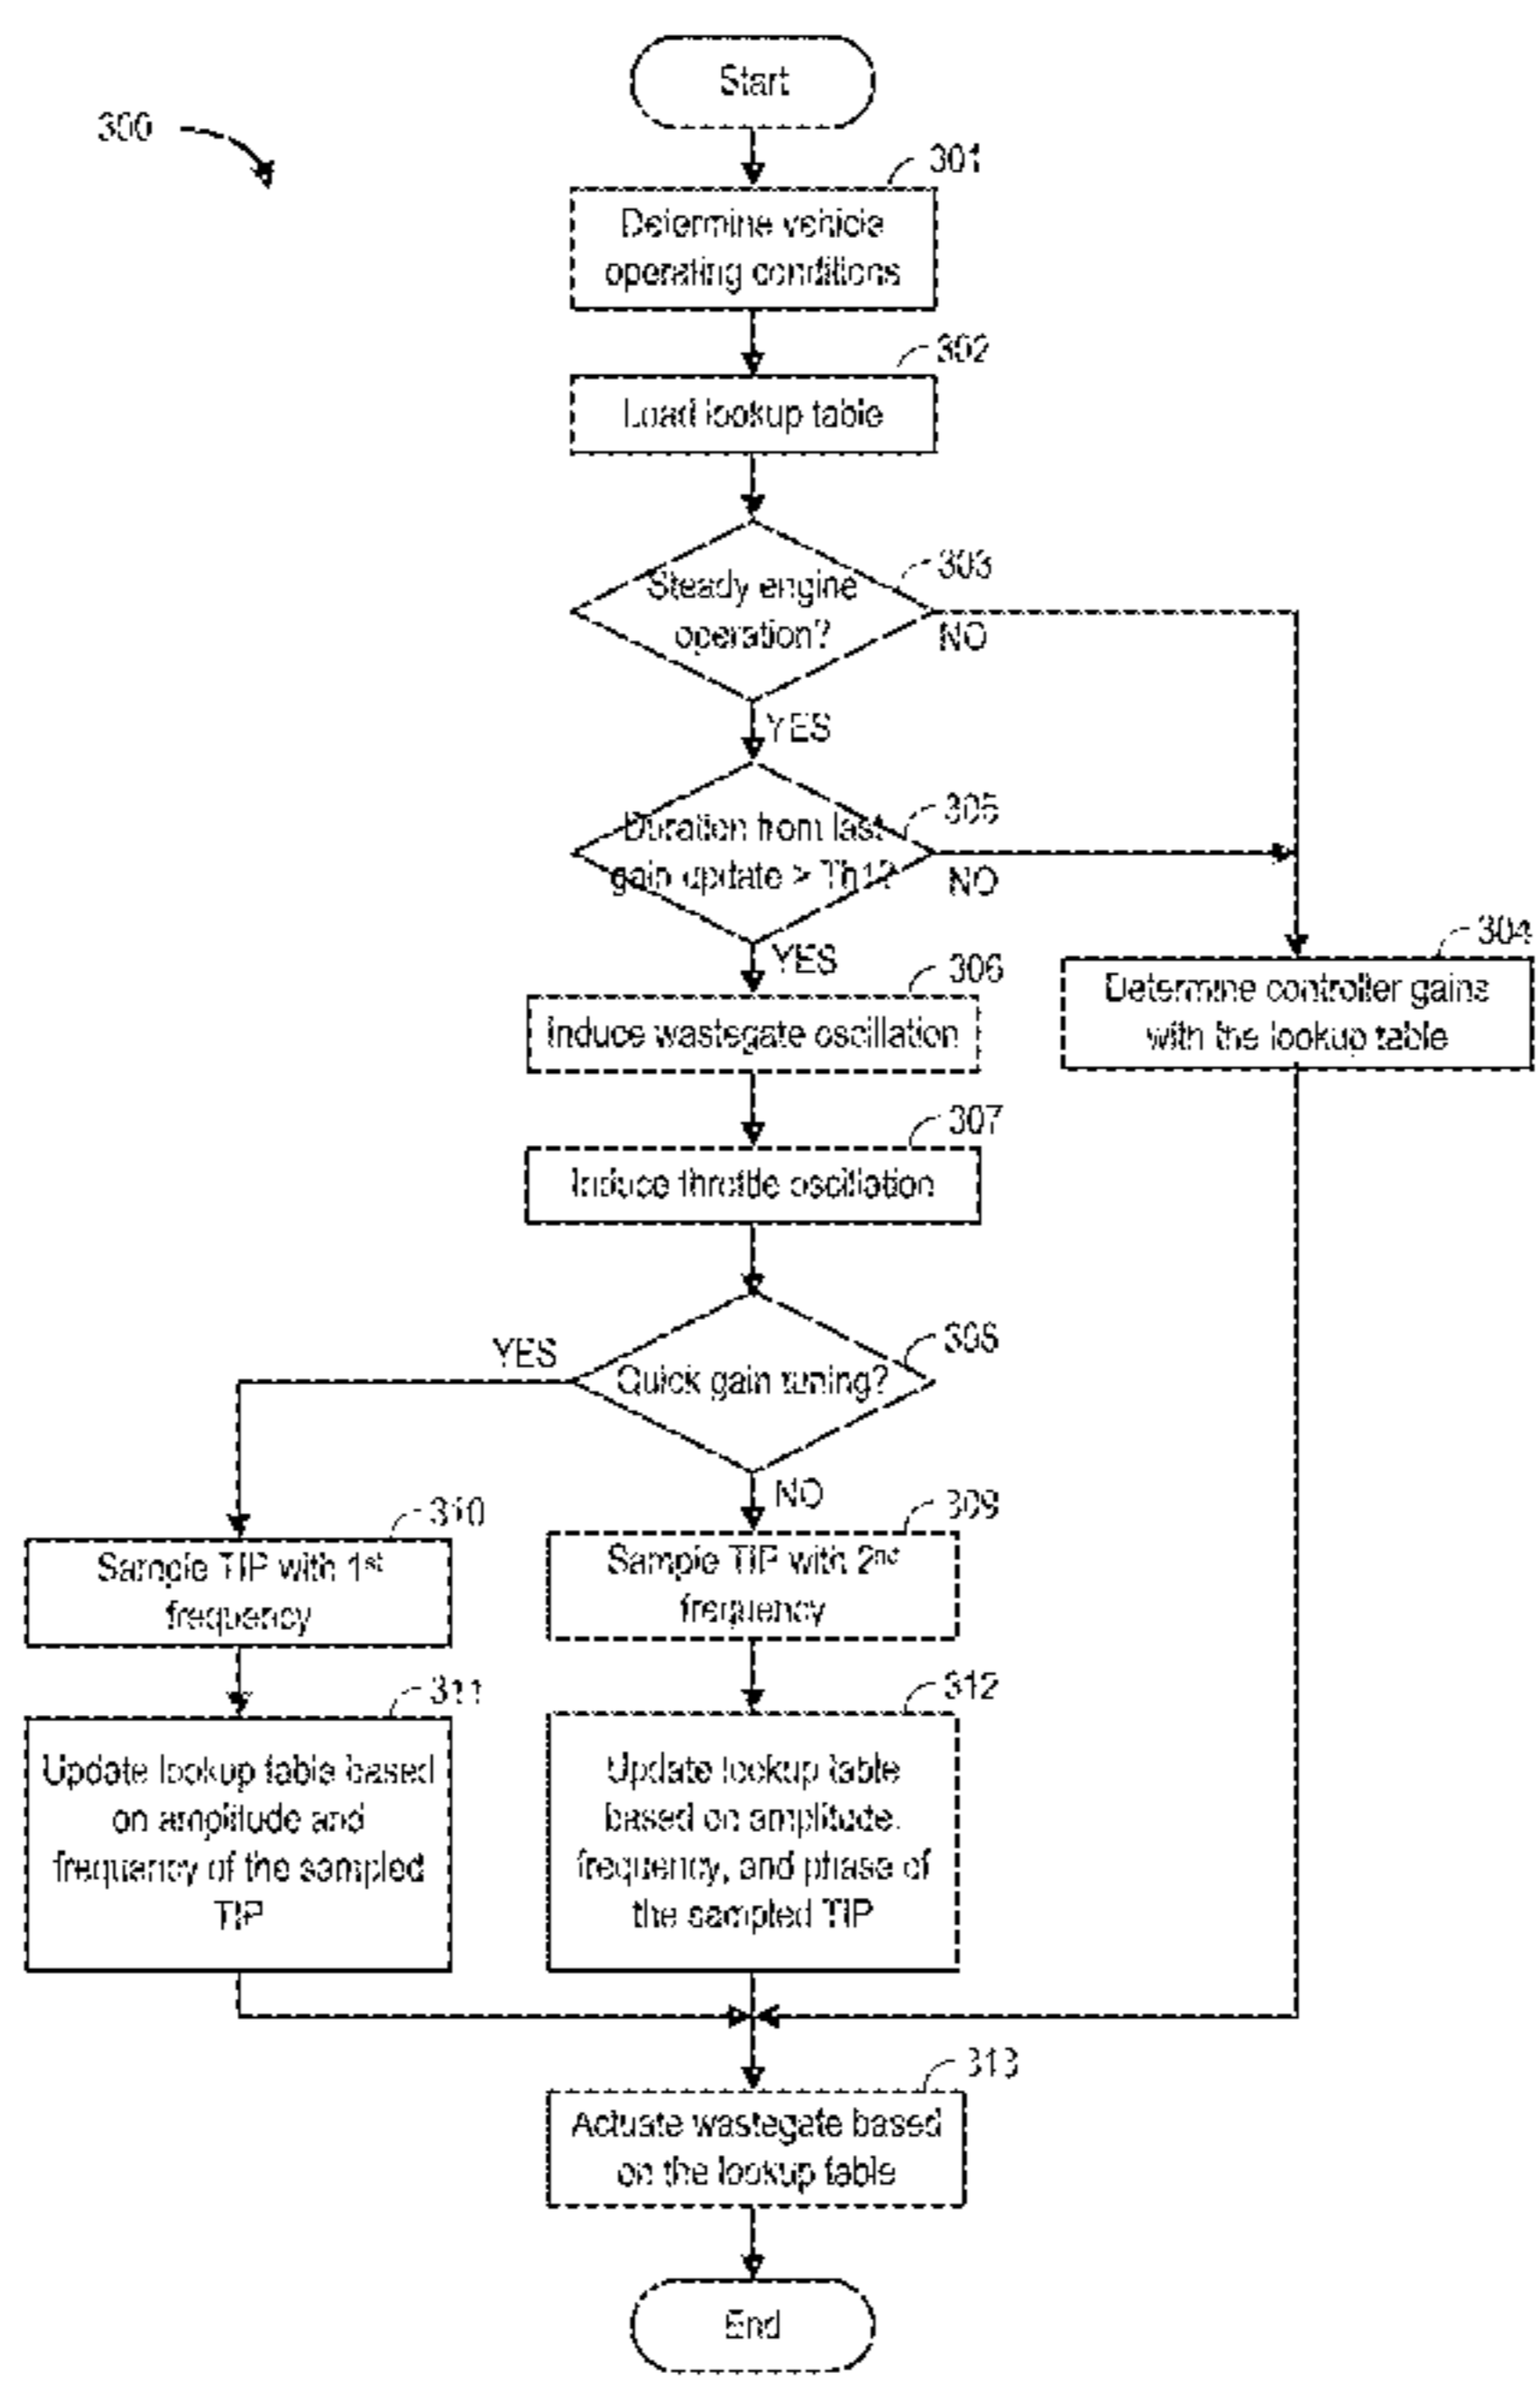 Start
300
301
Determine vehicle
operating conditions
302
Load lookup table
303
Steady engine
operation?
NO
YES
305
Duration from last
gain update > Th1?
NO
YES
304
Determine controller gains
with the lookup table
306
Induce wastegate oscillation
307
Induce throttle oscillation
308
YES
Quick gain tuning?
NO
310
Sample TIP with 1st
frequency
309
Sample TIP with 2nd
frequency
311
Update lookup table based
on amplitude and
frequency of the sampled
TIP
312
Update lookup table
based on amplitude,
frequency, and phase of
the sampled TIP
313
Actuate wastegate based
on the lookup table
End